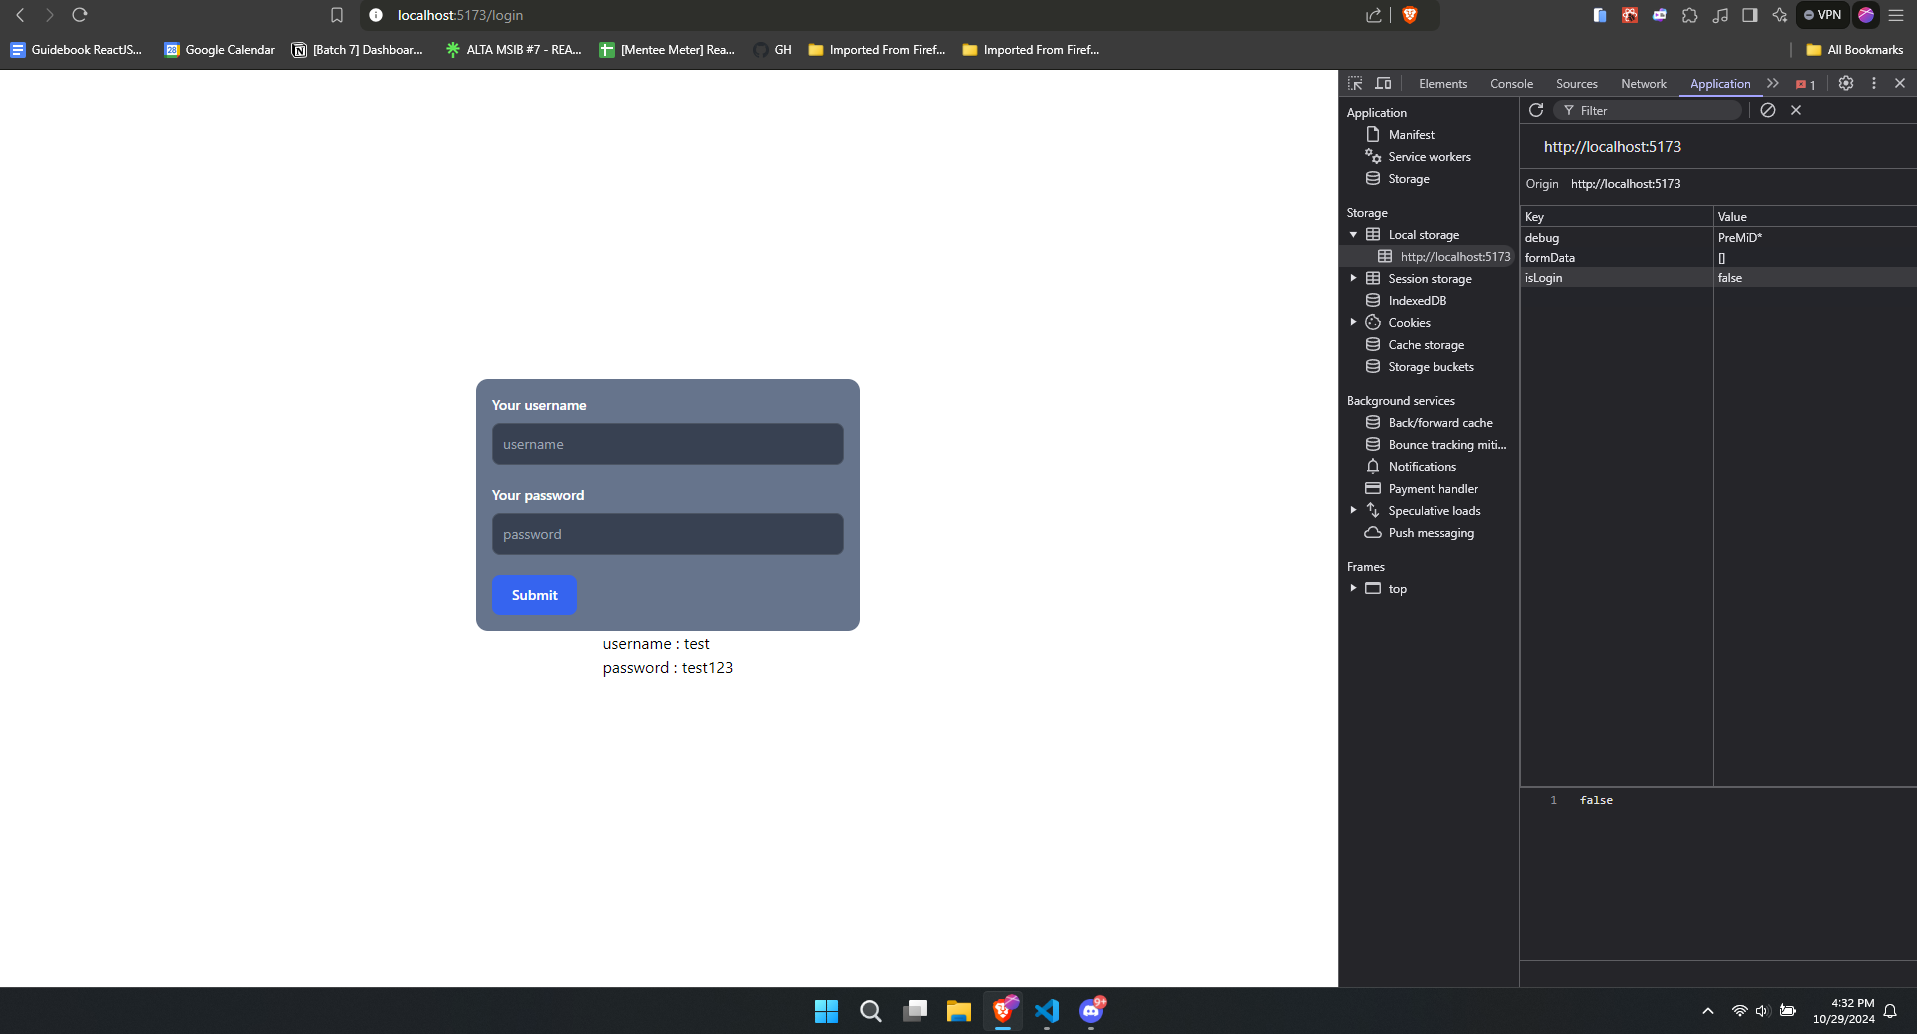 localhost:5173/login
VPN
Guidebook ReactJS...
Google Calendar
[Batch 7] Dashboar...
ALTA MSIB #7 - REA...
[Mentee Meter] Rea...
GH
Imported From Firef...
Imported From Firef...
All Bookmarks
Elements
Console
Sources
Network
Application
1
Application
Manifest
Service workers
Storage
Storage
Local storage
http://localhost:5173
Session storage
IndexedDB
Cookies
Cache storage
Storage buckets
Background services
Back/forward cache
Bounce tracking miti...
Notifications
Payment handler
Speculative loads
Push messaging
Frames
top
Filter
http://localhost:5173
Origin http://localhost:5173
Key Value
debug PreMiD*
formData []
isLogin false
1 false
Your username
username
Your password
password
Submit
username : test
password : test123
28
9+
4:32 PM
10/29/2024